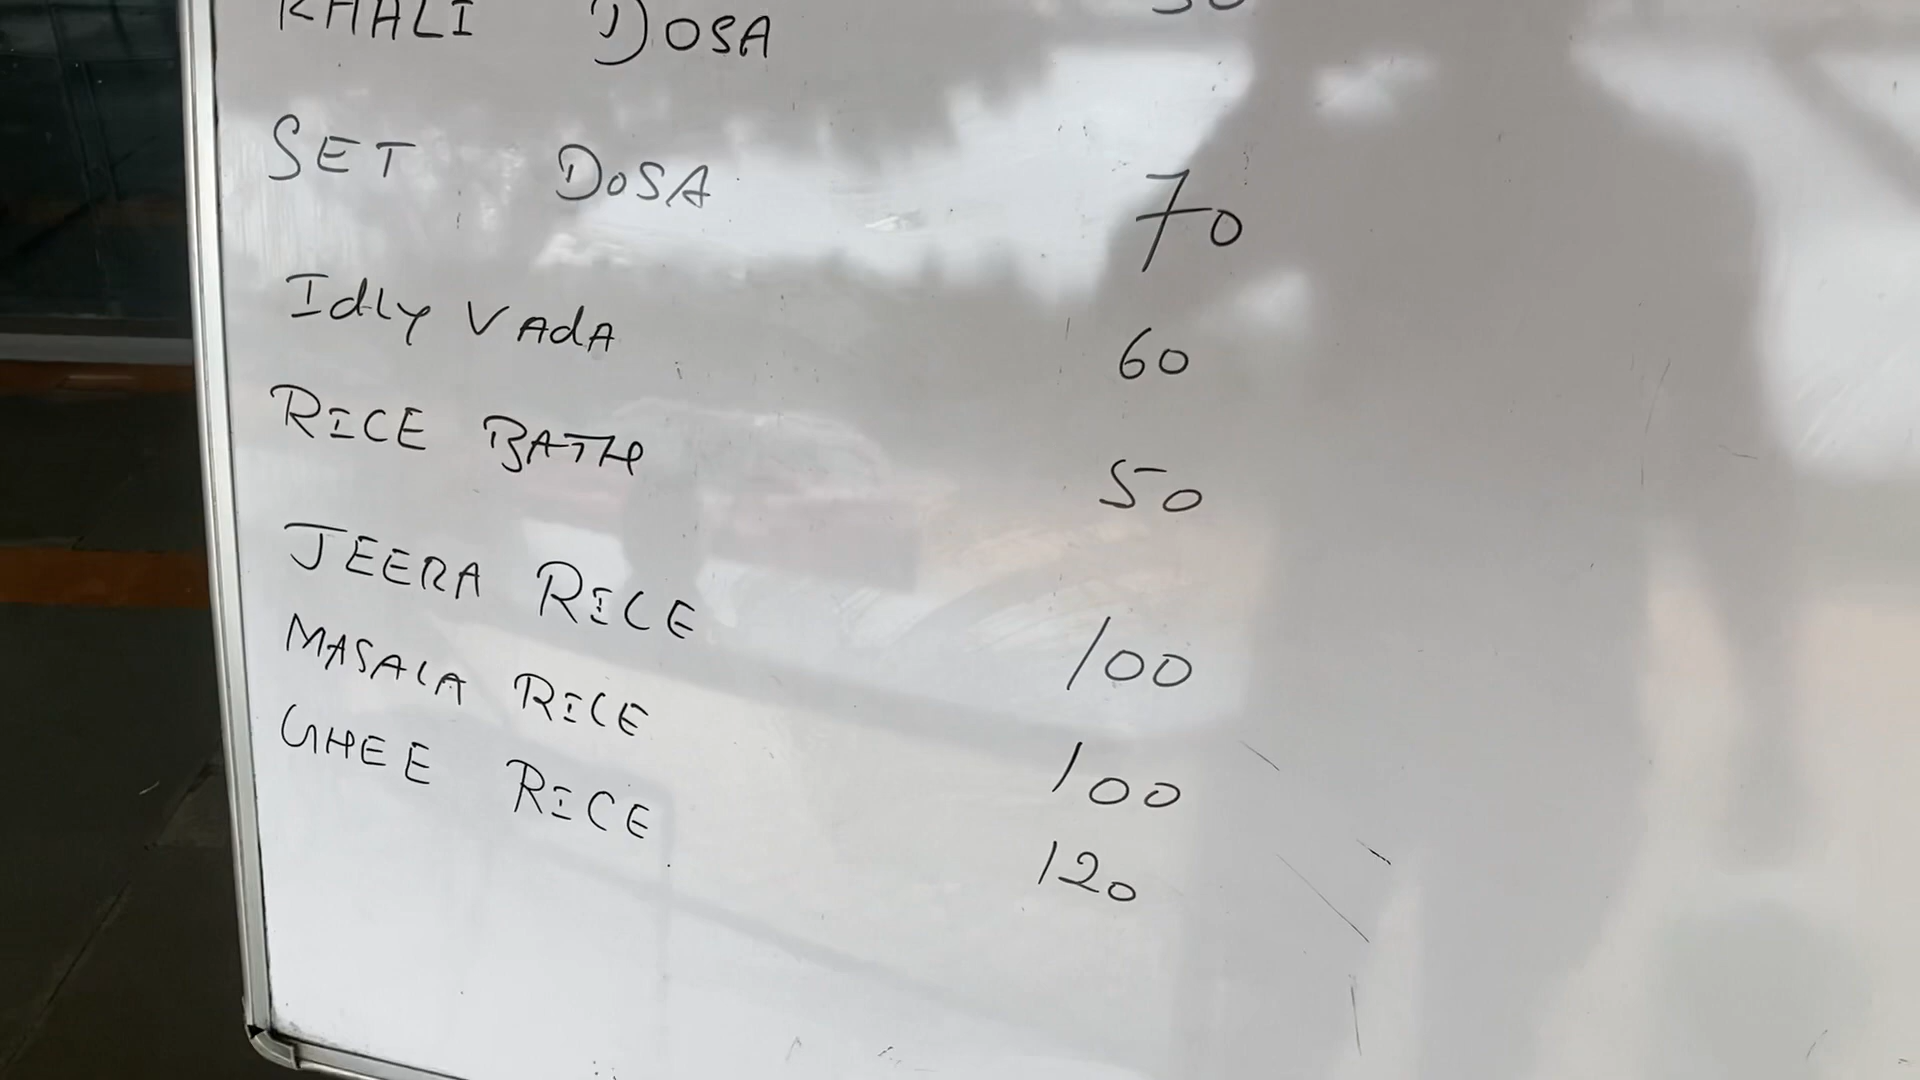 KHALI DOSA
SET DOSA 70
Idly VAdA 60
RICE BATH 50
JEERA RICE 100
MASALA RICE 100
GHEE RICE 120